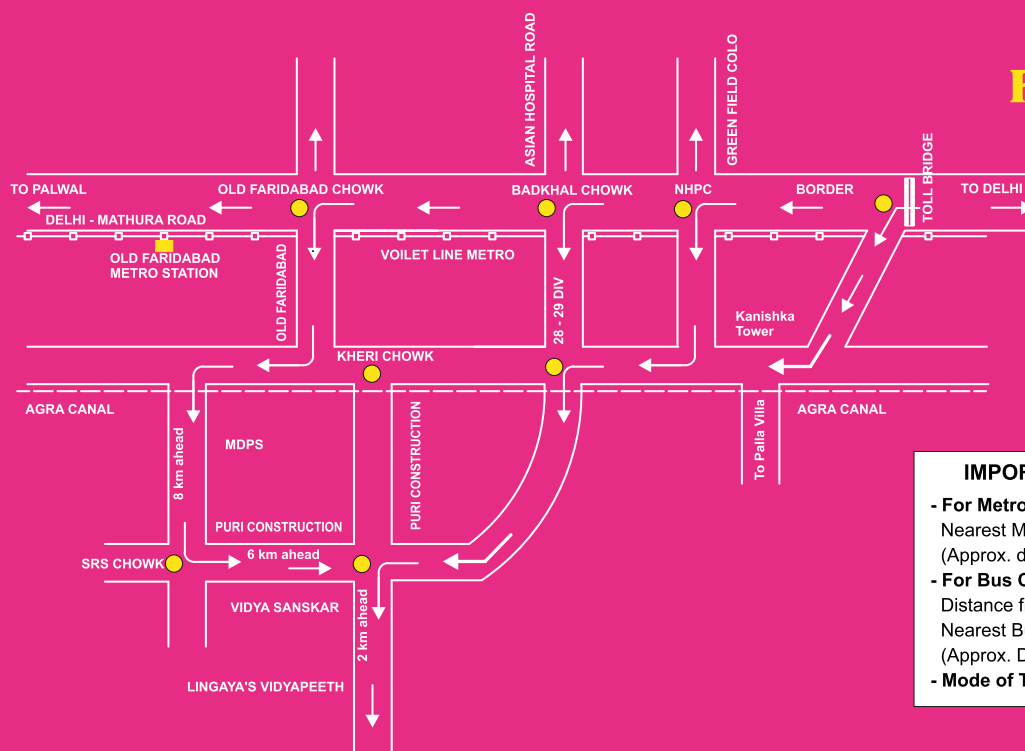 ASIAN HOSPITAL ROAD
GREEN FIELD COLO
TO PALWAL
OLD FARIDABAD CHOWK
BADKHAL CHOWK
NHPC
BORDER
TOLL BRIDGE
TO DELHI
DELHI - MATHURA ROAD
OLD FARIDABAD
METRO STATION
VOILET LINE METRO
OLD FARIDABAD
28 - 29 DIV
Kanishka
Tower
KHERI CHOWK
AGRA CANAL
AGRA CANAL
To Palla Villa
8 km ahead
MDPS
PURI CONSTRUCTION
PURI CONSTRUCTION
6 km ahead
SRS CHOWK
VIDYA SANSKAR
2 km ahead
LINGAYA'S VIDYAPEETH
IMPOR
- For Metro
Nearest M
(Approx. d
- For Bus C
Distance f
Nearest B
(Approx. D
- Mode of T